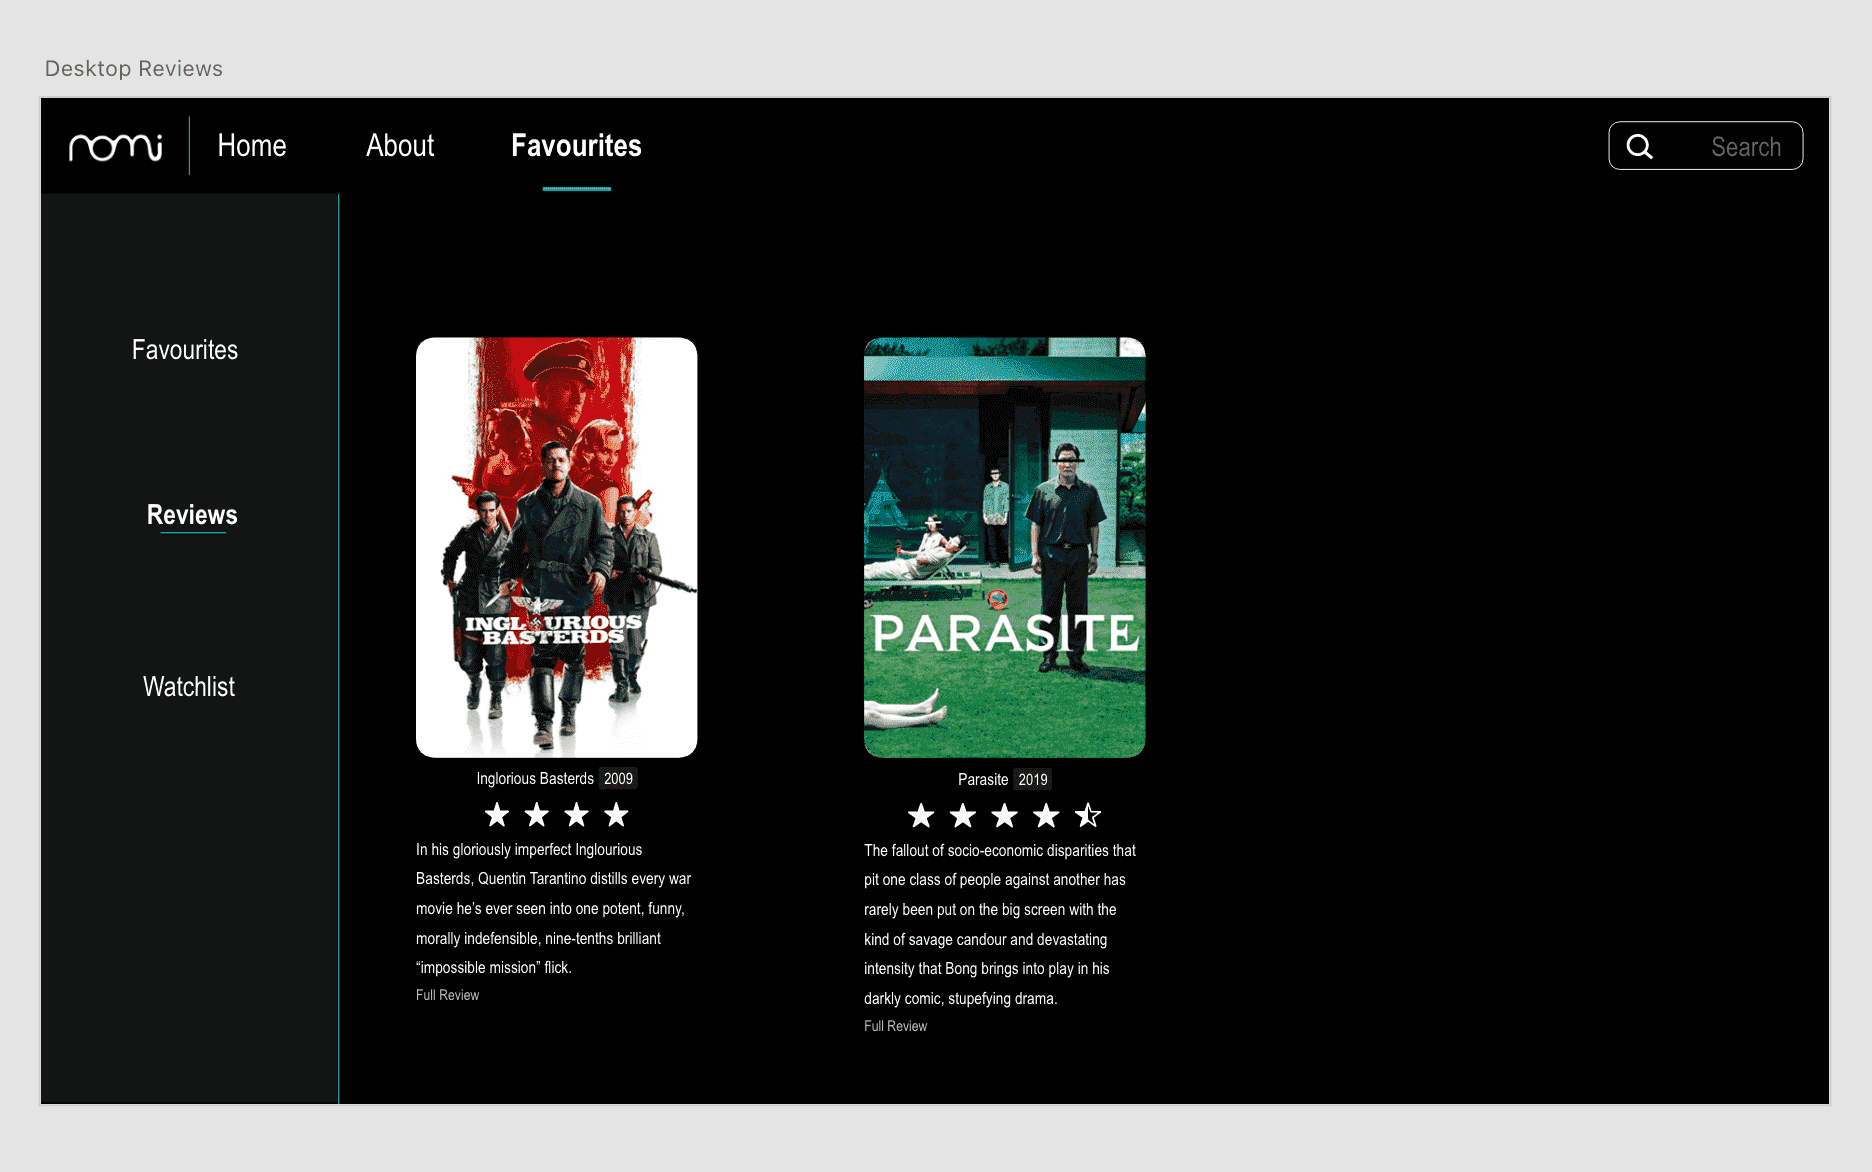 Desktop Reviews
nomi
Home
About
Favourites
Search
Favourites
Reviews
Watchlist
INGLOURIOUS
BASTERDS
Inglorious Basterds 2009
In his gloriously imperfect Inglourious
Basterds, Quentin Tarantino distills every war
movie he’s ever seen into one potent, funny,
morally indefensible, nine-tenths brilliant
“impossible mission” flick.
Full Review
PARASITE
Parasite 2019
The fallout of socio-economic disparities that
pit one class of people against another has
rarely been put on the big screen with the
kind of savage candour and devastating
intensity that Bong brings into play in his
darkly comic, stupefying drama.
Full Review